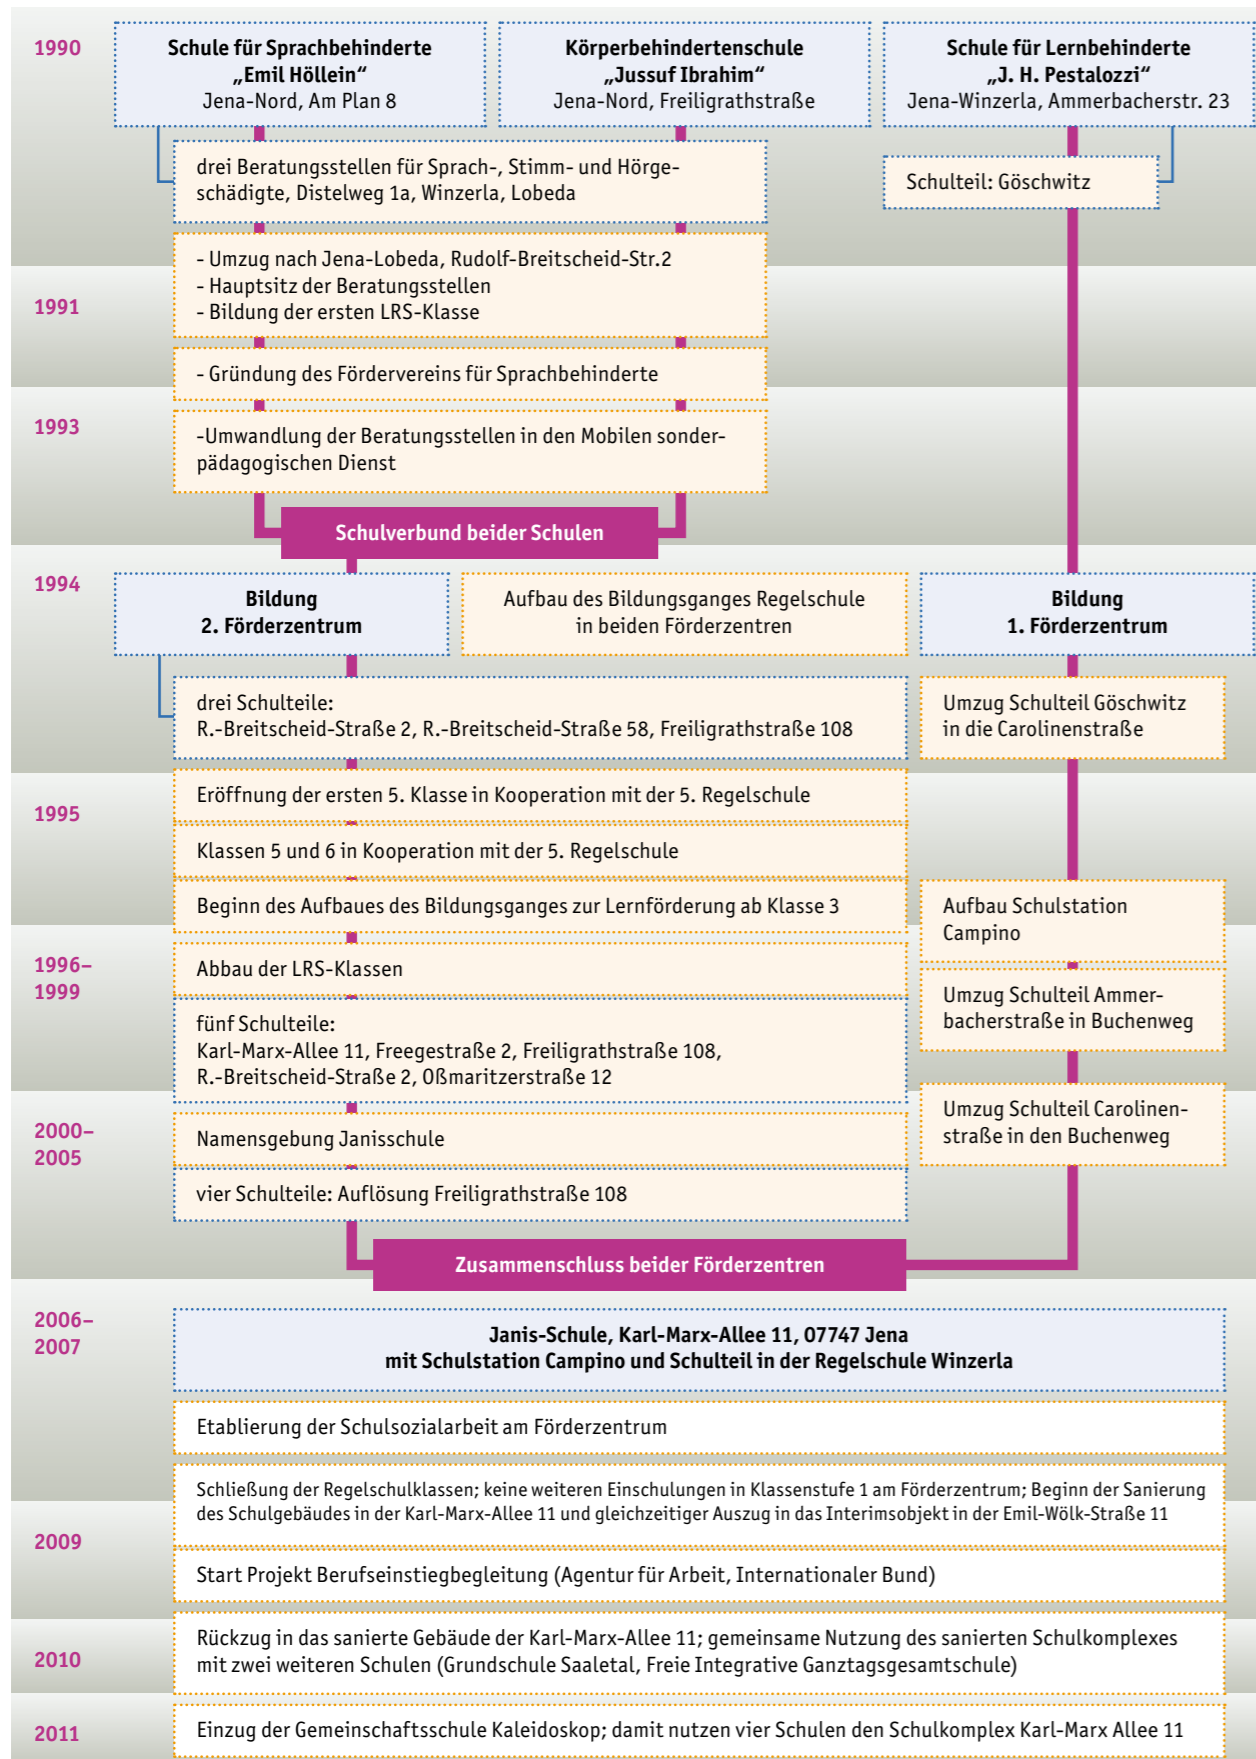 1990
Schule für Sprachbehinderte
„Emil Höllein“
Jena-Nord, Am Plan 8
Körperbehindertenschule
„Jussuf Ibrahim“
Jena-Nord, Freiligrathstraße
Schule für Lernbehinderte
„J. H. Pestalozzi“
Jena-Winzerla, Ammerbacherstr. 23
drei Beratungsstellen für Sprach-, Stimm- und Hörge-
schädigte, Distelweg 1a, Winzerla, Lobeda
Schulteil: Göschwitz
1991
- Umzug nach Jena-Lobeda, Rudolf-Breitscheid-Str.2
- Hauptsitz der Beratungsstellen
- Bildung der ersten LRS-Klasse
- Gründung des Fördervereins für Sprachbehinderte
1993
-Umwandlung der Beratungsstellen in den Mobilen sonder-
pädagogischen Dienst
Schulverbund beider Schulen
1994
Bildung
2. Förderzentrum
Aufbau des Bildungsganges Regelschule
in beiden Förderzentren
Bildung
1. Förderzentrum
drei Schulteile:
R.-Breitscheid-Straße 2, R.-Breitscheid-Straße 58, Freiligrathstraße 108
Umzug Schulteil Göschwitz
in die Carolinenstraße
1995
Eröffnung der ersten 5. Klasse in Kooperation mit der 5. Regelschule
Klassen 5 und 6 in Kooperation mit der 5. Regelschule
Beginn des Aufbaues des Bildungsganges zur Lernförderung ab Klasse 3
Aufbau Schulstation
Campino
1996–
1999
Abbau der LRS-Klassen
Umzug Schulteil Ammer-
bacherstraße in Buchenweg
fünf Schulteile:
Karl-Marx-Allee 11, Freegestraße 2, Freiligrathstraße 108,
R.-Breitscheid-Straße 2, Oßmaritzerstraße 12
2000–
2005
Namensgebung Janisschule
Umzug Schulteil Carolinen-
straße in den Buchenweg
vier Schulteile: Auflösung Freiligrathstraße 108
Zusammenschluss beider Förderzentren
2006–
2007
Janis-Schule, Karl-Marx-Allee 11, 07747 Jena
mit Schulstation Campino und Schulteil in der Regelschule Winzerla
Etablierung der Schulsozialarbeit am Förderzentrum
Schließung der Regelschulklassen; keine weiteren Einschulungen in Klassenstufe 1 am Förderzentrum; Beginn der Sanierung
des Schulgebäudes in der Karl-Marx-Allee 11 und gleichzeitiger Auszug in das Interimsobjekt in der Emil-Wölk-Straße 11
2009
Start Projekt Berufseinstiegbegleitung (Agentur für Arbeit, Internationaler Bund)
2010
Rückzug in das sanierte Gebäude der Karl-Marx-Allee 11; gemeinsame Nutzung des sanierten Schulkomplexes
mit zwei weiteren Schulen (Grundschule Saaletal, Freie Integrative Ganztagsgesamtschule)
2011
Einzug der Gemeinschaftsschule Kaleidoskop; damit nutzen vier Schulen den Schulkomplex Karl-Marx Allee 11